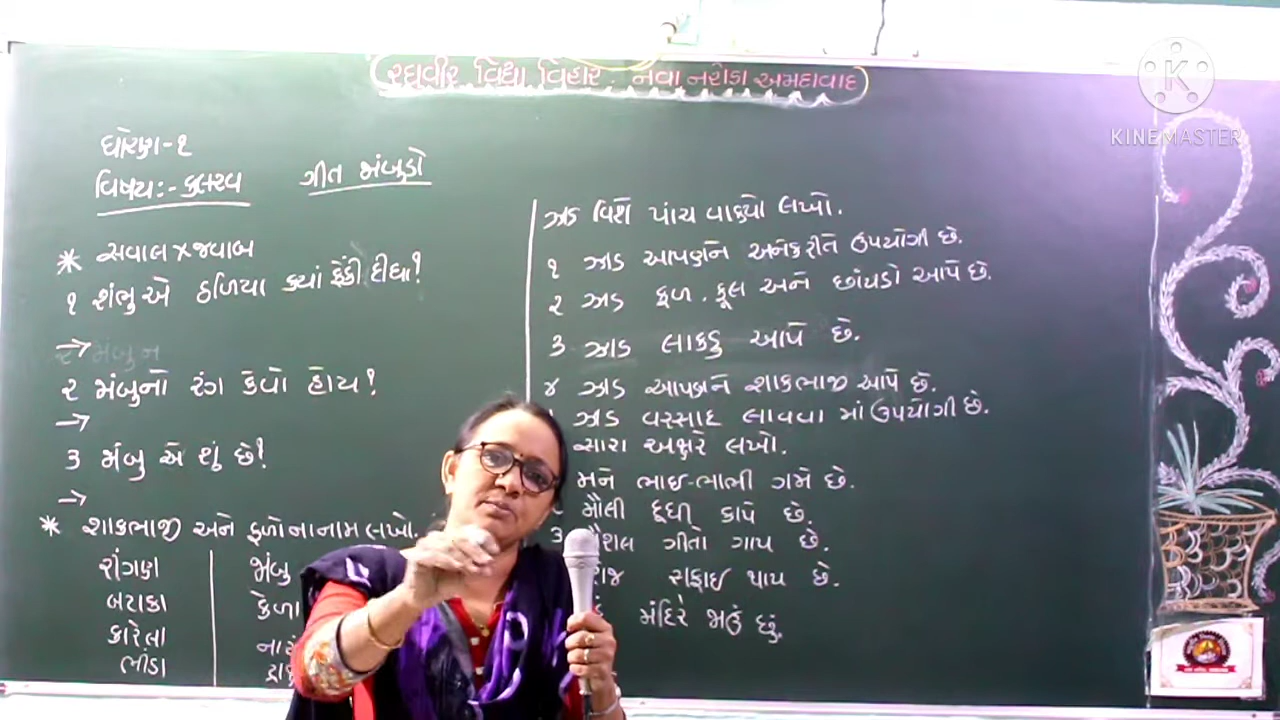 રઘુવીર વિદ્યા વિહાર. નવા નરોડા અમદાવાદ
KINEMASTER
ધોરણ-૧
વિષય:- કલરવ
ગીત જાંબુડો
* સવાલ X જવાબ
૧ શંભુએ ઠળિયા ક્યાં ફેંકી દીધા?
→
૨ જાંબુનો રંગ કેવો હોય?
→
૩ જાંબુ એ શું છે?
→
* શાકભાજી અને ફળોના નામ લખો.
રીંગણ જાંબુ
બટાકા કેળા
કારેલા
ભીંડા
ઝાડ વિશે પાંચ વાક્યો લખો.
૧ ઝાડ આપણને અનેક રીતે ઉપયોગી છે.
૨ ઝાડ ફળ. ફૂલ અને છાંયડો આપે છે.
૩ ઝાડ લાકડુ આપે છે.
૪ ઝાડ આપણને શાકભાજી આપે છે.
ઝાડ વરસાદ લાવવા માં ઉપયોગી છે.
સારા અક્ષરે લખો.
મને ભાઈ-ભાભી ગમે છે.
મૌલી દૂધી કાપે છે.
૩ ગીતો ગાય છે.
સફાઈ થાય છે.
મંદિરે જાઉં છું.